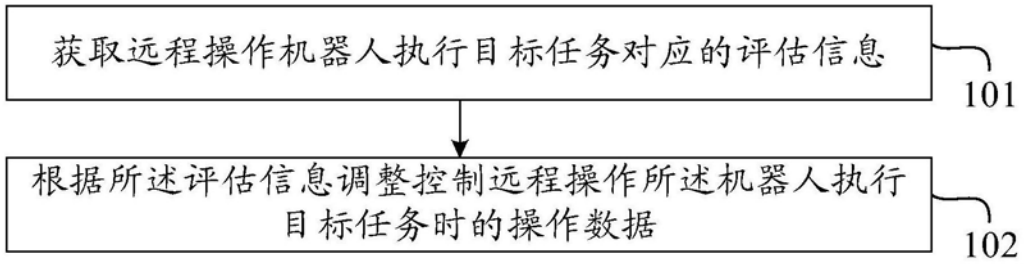 获取远程操作机器人执行目标任务对应的评估信息
101
根据所述评估信息调整控制远程操作所述机器人执行
目标任务时的操作数据
102